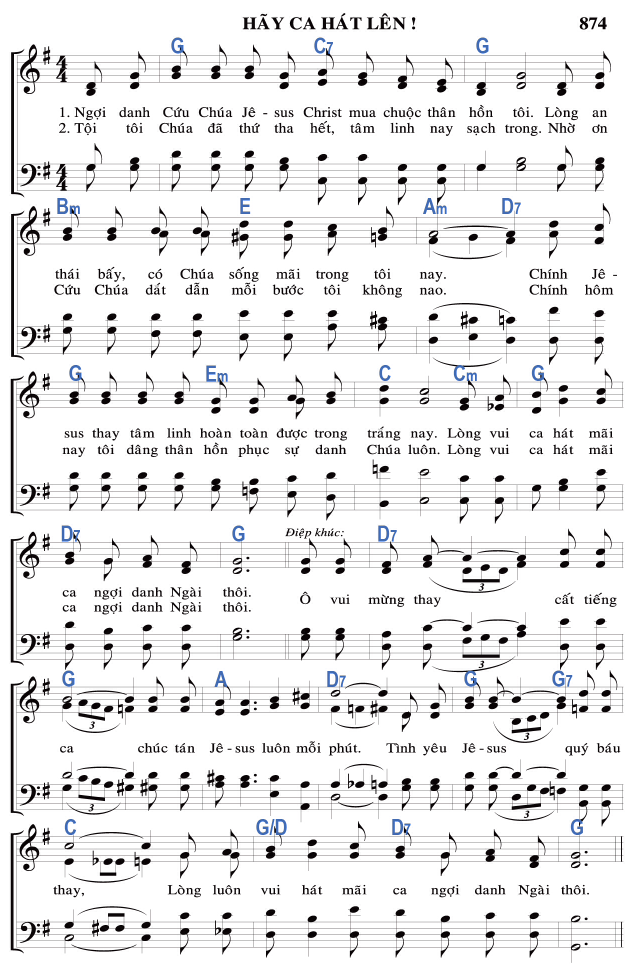 HÃY CA HÁT LÊN ! 874
G C7 G
1. Ngợi danh Cứu Chúa Jê - sus Christ mua chuộc thân hồn tôi. Lòng an
2. Tội tôi Chúa đã thứ tha hết, tâm linh nay sạch trong. Nhờ ơn
Bm E Am D7
thái bấy, có Chúa sống mãi trong tôi nay. Chính Jê -
Cứu Chúa dắt dẫn mỗi bước tôi không nao. Chính hôm
G Em C Cm G
sus thay tâm linh hoàn toàn được trong trắng nay. Lòng vui ca hát mãi
nay tôi dâng thân hồn phục sự danh Chúa luôn. Lòng vui ca hát mãi
D7 G Điệp khúc: D7
ca ngợi danh Ngài thôi. Ô vui mừng thay cất tiếng
ca ngợi danh Ngài thôi.
3
3
G A D7 G G7
3 3
ca chúc tán Jê - sus luôn mỗi phút. Tình yêu Jê - sus quý báu
3 3
C G/D D7 G
thay, Lòng luôn vui hát mãi ca ngợi danh Ngài thôi.